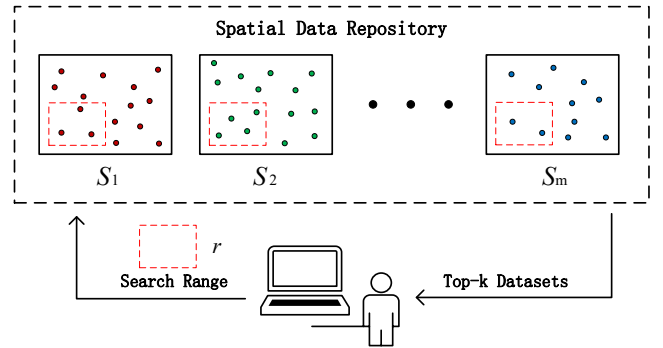 Spatial Data Repository
S1 S2 Sm
r
Search Range
Top-k Datasets